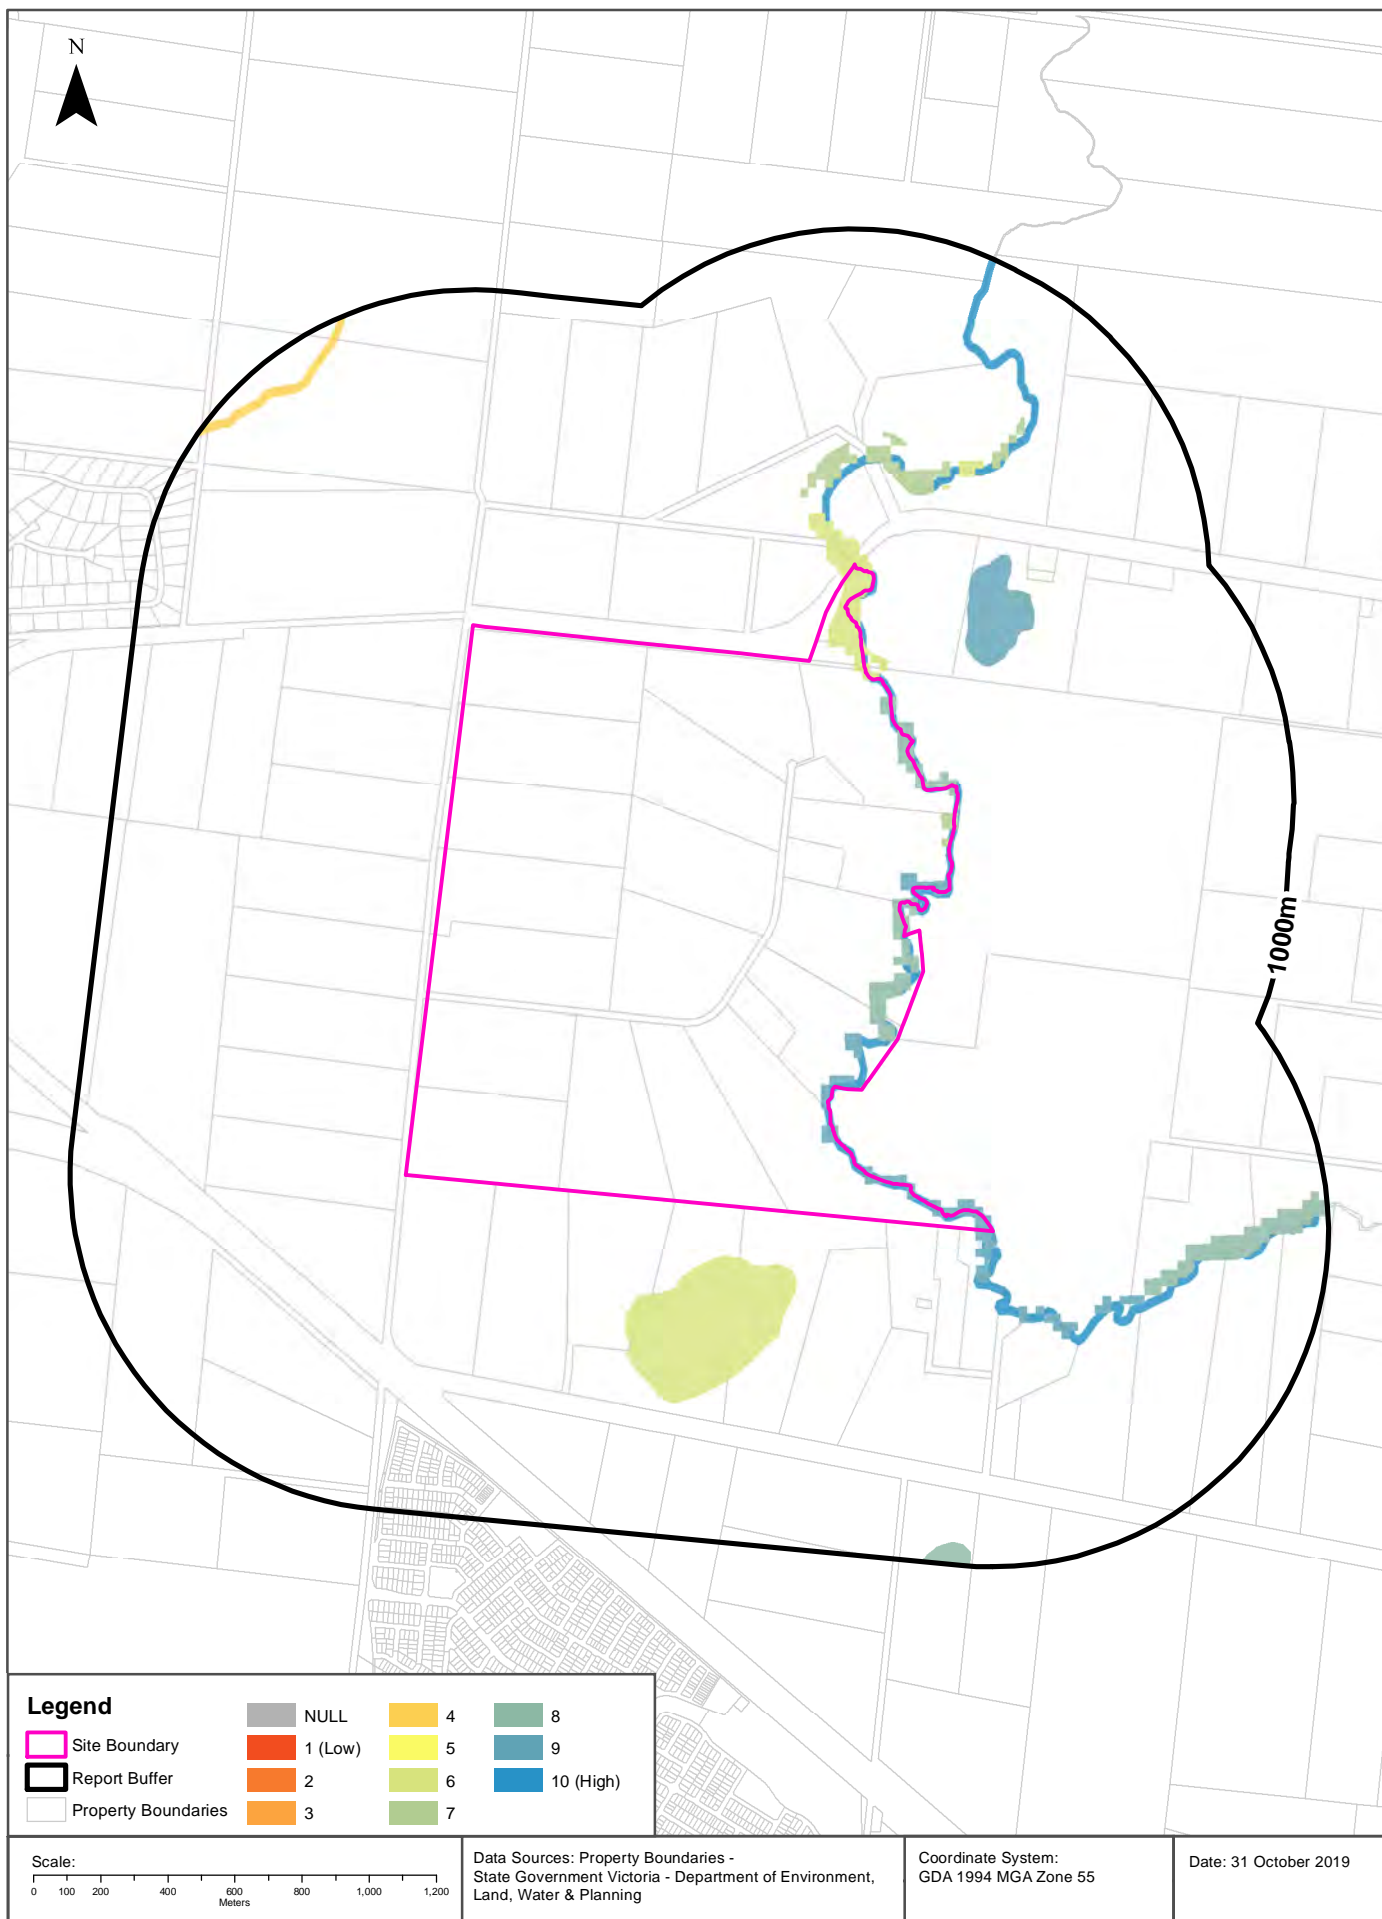 N
1000m
Legend
Site Boundary
Report Buffer
Property Boundaries
NULL
1 (Low)
2
3
4
5
6
7
8
9
10 (High)
Scale:
0 100 200 400 600 800 1,000 1,200
Meters
Data Sources: Property Boundaries -
State Government Victoria - Department of Environment,
Land, Water & Planning
Coordinate System:
GDA 1994 MGA Zone 55
Date: 31 October 2019